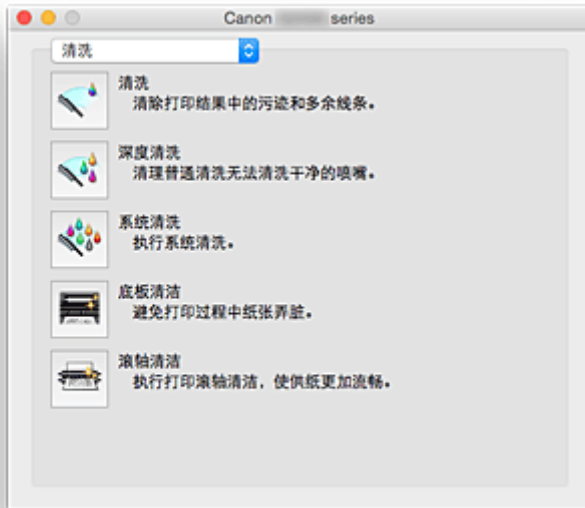 Canon series
清洗
清洗
清除打印结果中的污迹和多余线条。
深度清洗
清理普通清洗无法清洗干净的喷嘴。
系统清洗
执行系统清洗。
底板清洁
避免打印过程中纸张弄脏。
滚轴清洁
执行打印滚轴清洁，使供纸更加流畅。